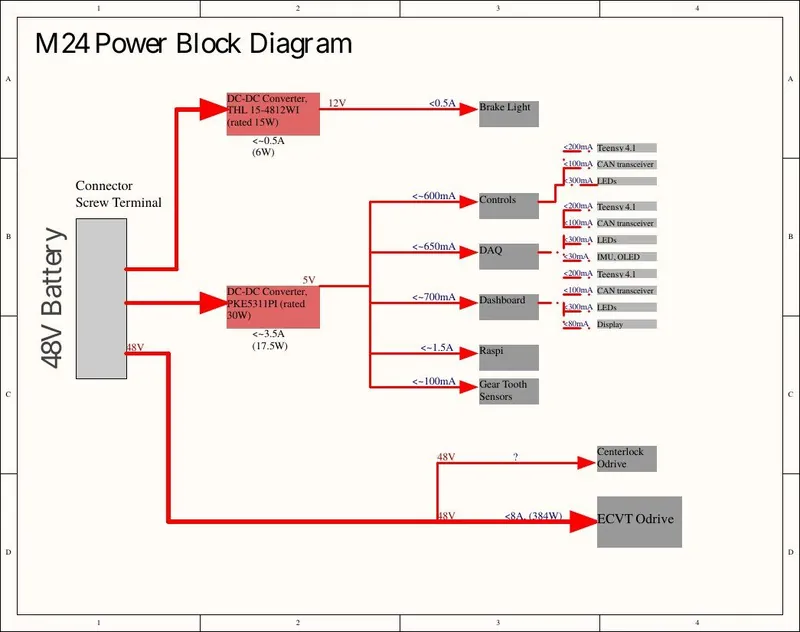 1 2 3 4
M24 Power Block Diagram
A A
DC-DC Converter,
THL 15-4812WI
(rated 15W)
12V
<0.5A
Brake Light
<~0.5A
(6W)
<200mA Teensy 4.1
<100mA CAN transceiver
<300mA LEDs
Connector
Screw Terminal
<~600mA
Controls
<200mA Teensy 4.1
<100mA CAN transceiver
B B
48V Battery
<300mA LEDs
<~650mA
DAQ
<30mA IMU, OLED
<200mA Teensy 4.1
5V
DC-DC Converter,
PKE5311PI (rated
30W)
<~700mA
Dashboard
<100mA CAN transceiver
<300mA LEDs
<80mA Display
<~3.5A
(17.5W)
48V
<~1.5A
Raspi
<~100mA
Gear Tooth
Sensors
C C
48V
?
Centerlock
Odrive
48V
<8A, (384W)
ECVT Odrive
D D
1 2 3 4